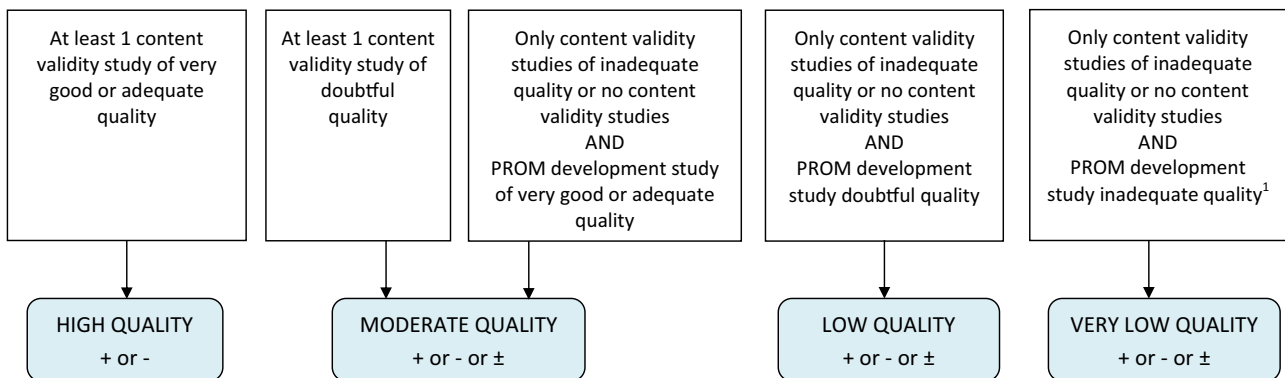 At least 1 content
validity study of very
good or adequate
quality
At least 1 content
validity study of
doubtful
quality
Only content validity
studies of inadequate
quality or no content
validity studies
AND
PROM development study
of very good or adequate
quality
Only content validity
studies of inadequate
quality or no content
validity studies
AND
PROM development
study doubtful quality
Only content validity
studies of inadequate
quality or no content
validity studies
AND
PROM development
study inadequate quality¹
HIGH QUALITY
+ or -
MODERATE QUALITY
+ or - or ±
LOW QUALITY
+ or - or ±
VERY LOW QUALITY
+ or - or ±